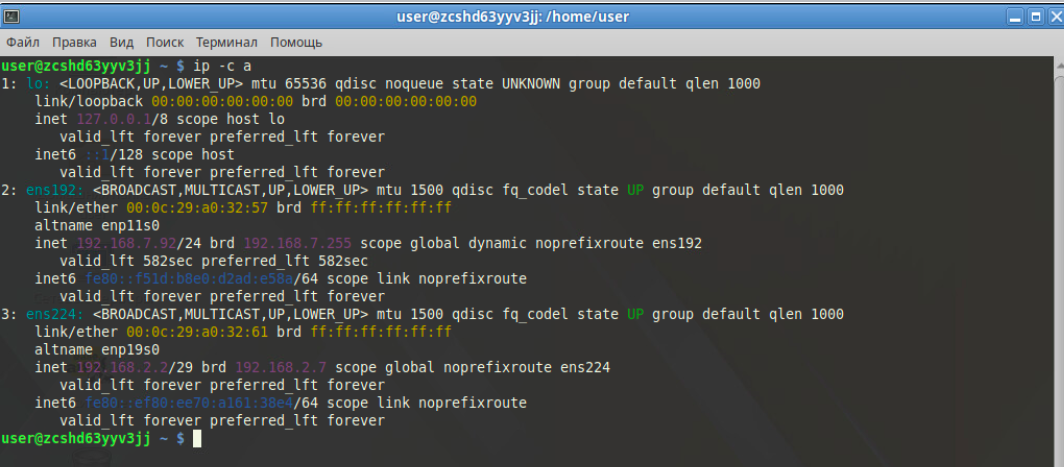 user@zcshd63yyv3jj: /home/user
Файл Правка Вид Поиск Терминал Помощь
user@zcshd63yyv3jj ~ $ ip -c a
1: lo: <LOOPBACK,UP,LOWER_UP> mtu 65536 qdisc noqueue state UNKNOWN group default qlen 1000
    link/loopback 00:00:00:00:00:00 brd 00:00:00:00:00:00
    inet 127.0.0.1/8 scope host lo
       valid_lft forever preferred_lft forever
    inet6 ::1/128 scope host
       valid_lft forever preferred_lft forever
2: ens192: <BROADCAST,MULTICAST,UP,LOWER_UP> mtu 1500 qdisc fq_codel state UP group default qlen 1000
    link/ether 00:0c:29:a0:32:57 brd ff:ff:ff:ff:ff:ff
    altname enp11s0
    inet 192.168.7.92/24 brd 192.168.7.255 scope global dynamic noprefixroute ens192
       valid_lft 582sec preferred_lft 582sec
    inet6 fe80::f51d:b8e0:d2ad:e58a/64 scope link noprefixroute
       valid_lft forever preferred_lft forever
3: ens224: <BROADCAST,MULTICAST,UP,LOWER_UP> mtu 1500 qdisc fq_codel state UP group default qlen 1000
    link/ether 00:0c:29:a0:32:61 brd ff:ff:ff:ff:ff:ff
    altname enp19s0
    inet 192.168.2.2/29 brd 192.168.2.7 scope global noprefixroute ens224
       valid_lft forever preferred_lft forever
    inet6 fe80::ef80:ee70:a161:38e4/64 scope link noprefixroute
       valid_lft forever preferred_lft forever
user@zcshd63yyv3jj ~ $